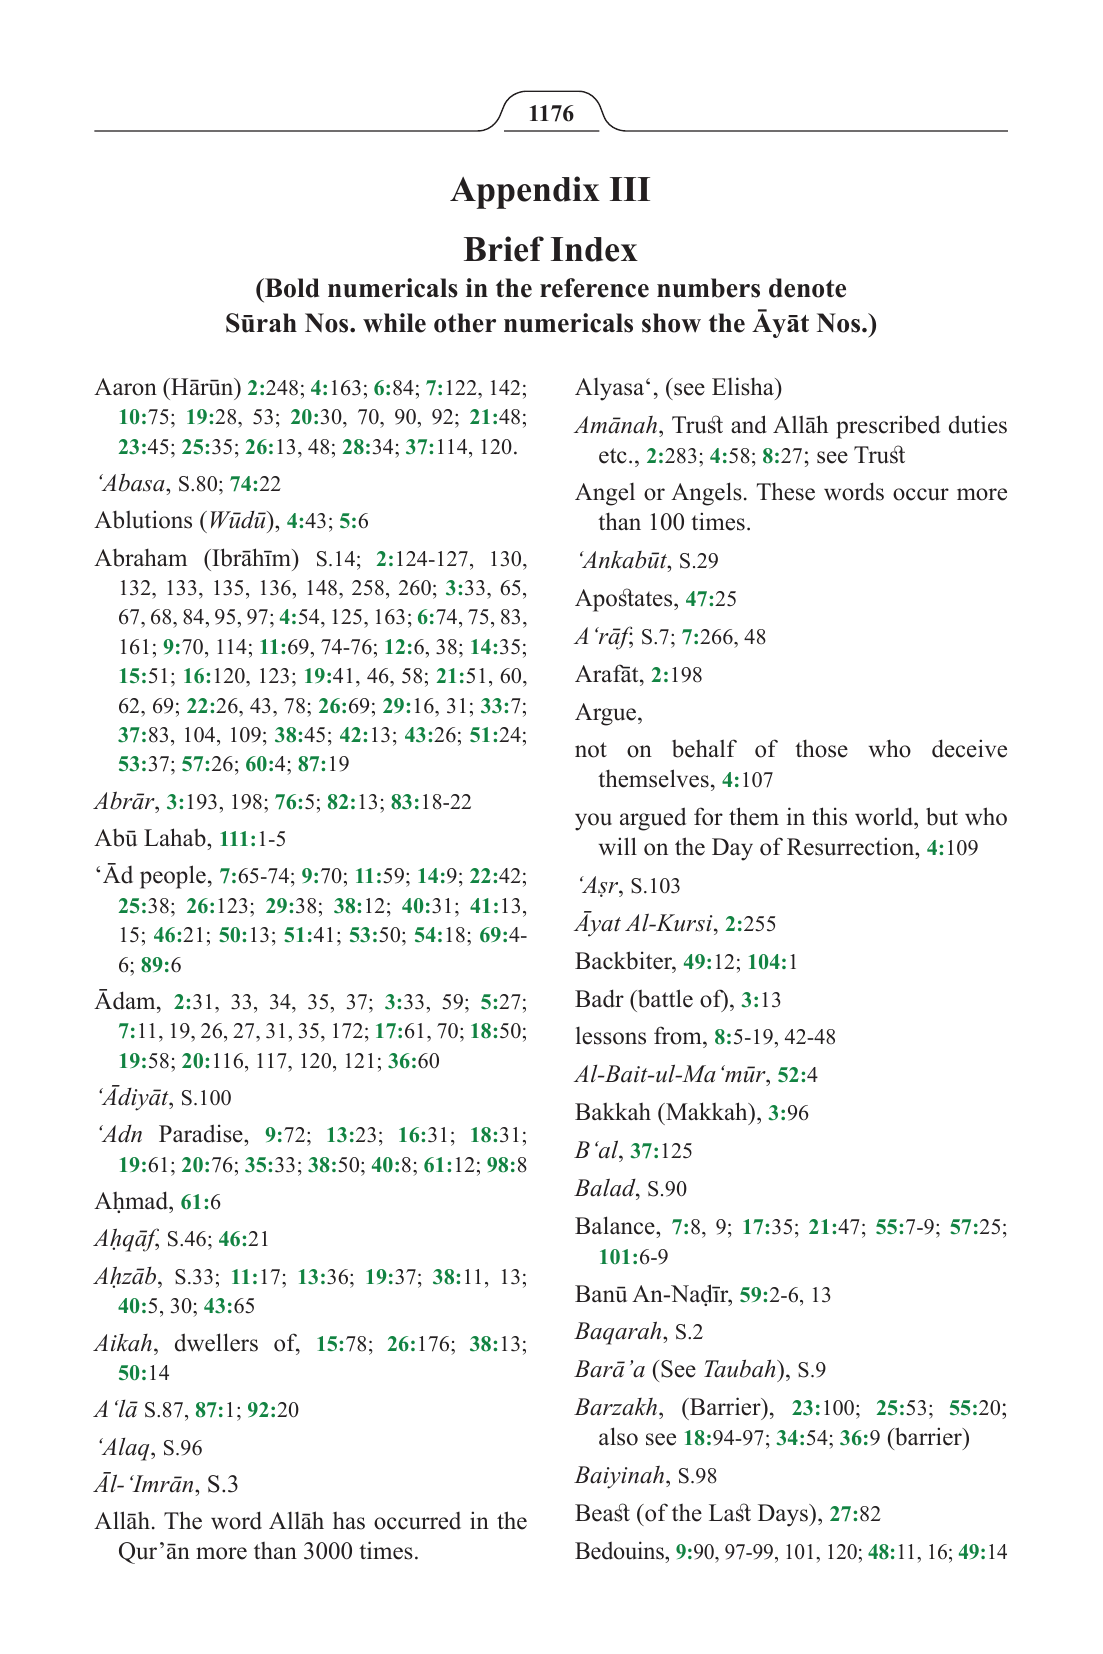 1176
Appendix III
Brief Index
(Bold numericals in the reference numbers denote
Sūrah Nos. while other numericals show the Āyāt Nos.)
Aaron (Hārūn) 2:248; 4:163; 6:84; 7:122, 142;
10:75; 19:28, 53; 20:30, 70, 90, 92; 21:48;
23:45; 25:35; 26:13, 48; 28:34; 37:114, 120.
‘Abasa, S.80; 74:22
Ablutions (Wūdū), 4:43; 5:6
Abraham (Ibrāhīm) S.14; 2:124-127, 130,
132, 133, 135, 136, 148, 258, 260; 3:33, 65,
67, 68, 84, 95, 97; 4:54, 125, 163; 6:74, 75, 83,
161; 9:70, 114; 11:69, 74-76; 12:6, 38; 14:35;
15:51; 16:120, 123; 19:41, 46, 58; 21:51, 60,
62, 69; 22:26, 43, 78; 26:69; 29:16, 31; 33:7;
37:83, 104, 109; 38:45; 42:13; 43:26; 51:24;
53:37; 57:26; 60:4; 87:19
Abrār, 3:193, 198; 76:5; 82:13; 83:18-22
Abū Lahab, 111:1-5
‘Ād people, 7:65-74; 9:70; 11:59; 14:9; 22:42;
25:38; 26:123; 29:38; 38:12; 40:31; 41:13,
15; 46:21; 50:13; 51:41; 53:50; 54:18; 69:4-
6; 89:6
Ādam, 2:31, 33, 34, 35, 37; 3:33, 59; 5:27;
7:11, 19, 26, 27, 31, 35, 172; 17:61, 70; 18:50;
19:58; 20:116, 117, 120, 121; 36:60
‘Ādiyāt, S.100
‘Adn Paradise, 9:72; 13:23; 16:31; 18:31;
19:61; 20:76; 35:33; 38:50; 40:8; 61:12; 98:8
Aḥmad, 61:6
Aḥqāf, S.46; 46:21
Aḥzāb, S.33; 11:17; 13:36; 19:37; 38:11, 13;
40:5, 30; 43:65
Aikah, dwellers of, 15:78; 26:176; 38:13;
50:14
A‘lā S.87, 87:1; 92:20
‘Alaq, S.96
Āl-‘Imrān, S.3
Allāh. The word Allāh has occurred in the
Qur’ān more than 3000 times.
Alyasa‘, (see Elisha)
Amānah, Trust and Allāh prescribed duties
etc., 2:283; 4:58; 8:27; see Trust
Angel or Angels. These words occur more
than 100 times.
‘Ankabūt, S.29
Apostates, 47:25
A‘rāf; S.7; 7:266, 48
Arafāt, 2:198
Argue,
not on behalf of those who deceive
themselves, 4:107
you argued for them in this world, but who
will on the Day of Resurrection, 4:109
‘Aṣr, S.103
Āyat Al-Kursi, 2:255
Backbiter, 49:12; 104:1
Badr (battle of), 3:13
lessons from, 8:5-19, 42-48
Al-Bait-ul-Ma‘mūr, 52:4
Bakkah (Makkah), 3:96
B‘al, 37:125
Balad, S.90
Balance, 7:8, 9; 17:35; 21:47; 55:7-9; 57:25;
101:6-9
Banū An-Naḍīr, 59:2-6, 13
Baqarah, S.2
Barā’a (See Taubah), S.9
Barzakh, (Barrier), 23:100; 25:53; 55:20;
also see 18:94-97; 34:54; 36:9 (barrier)
Baiyinah, S.98
Beast (of the Last Days), 27:82
Bedouins, 9:90, 97-99, 101, 120; 48:11, 16; 49:14